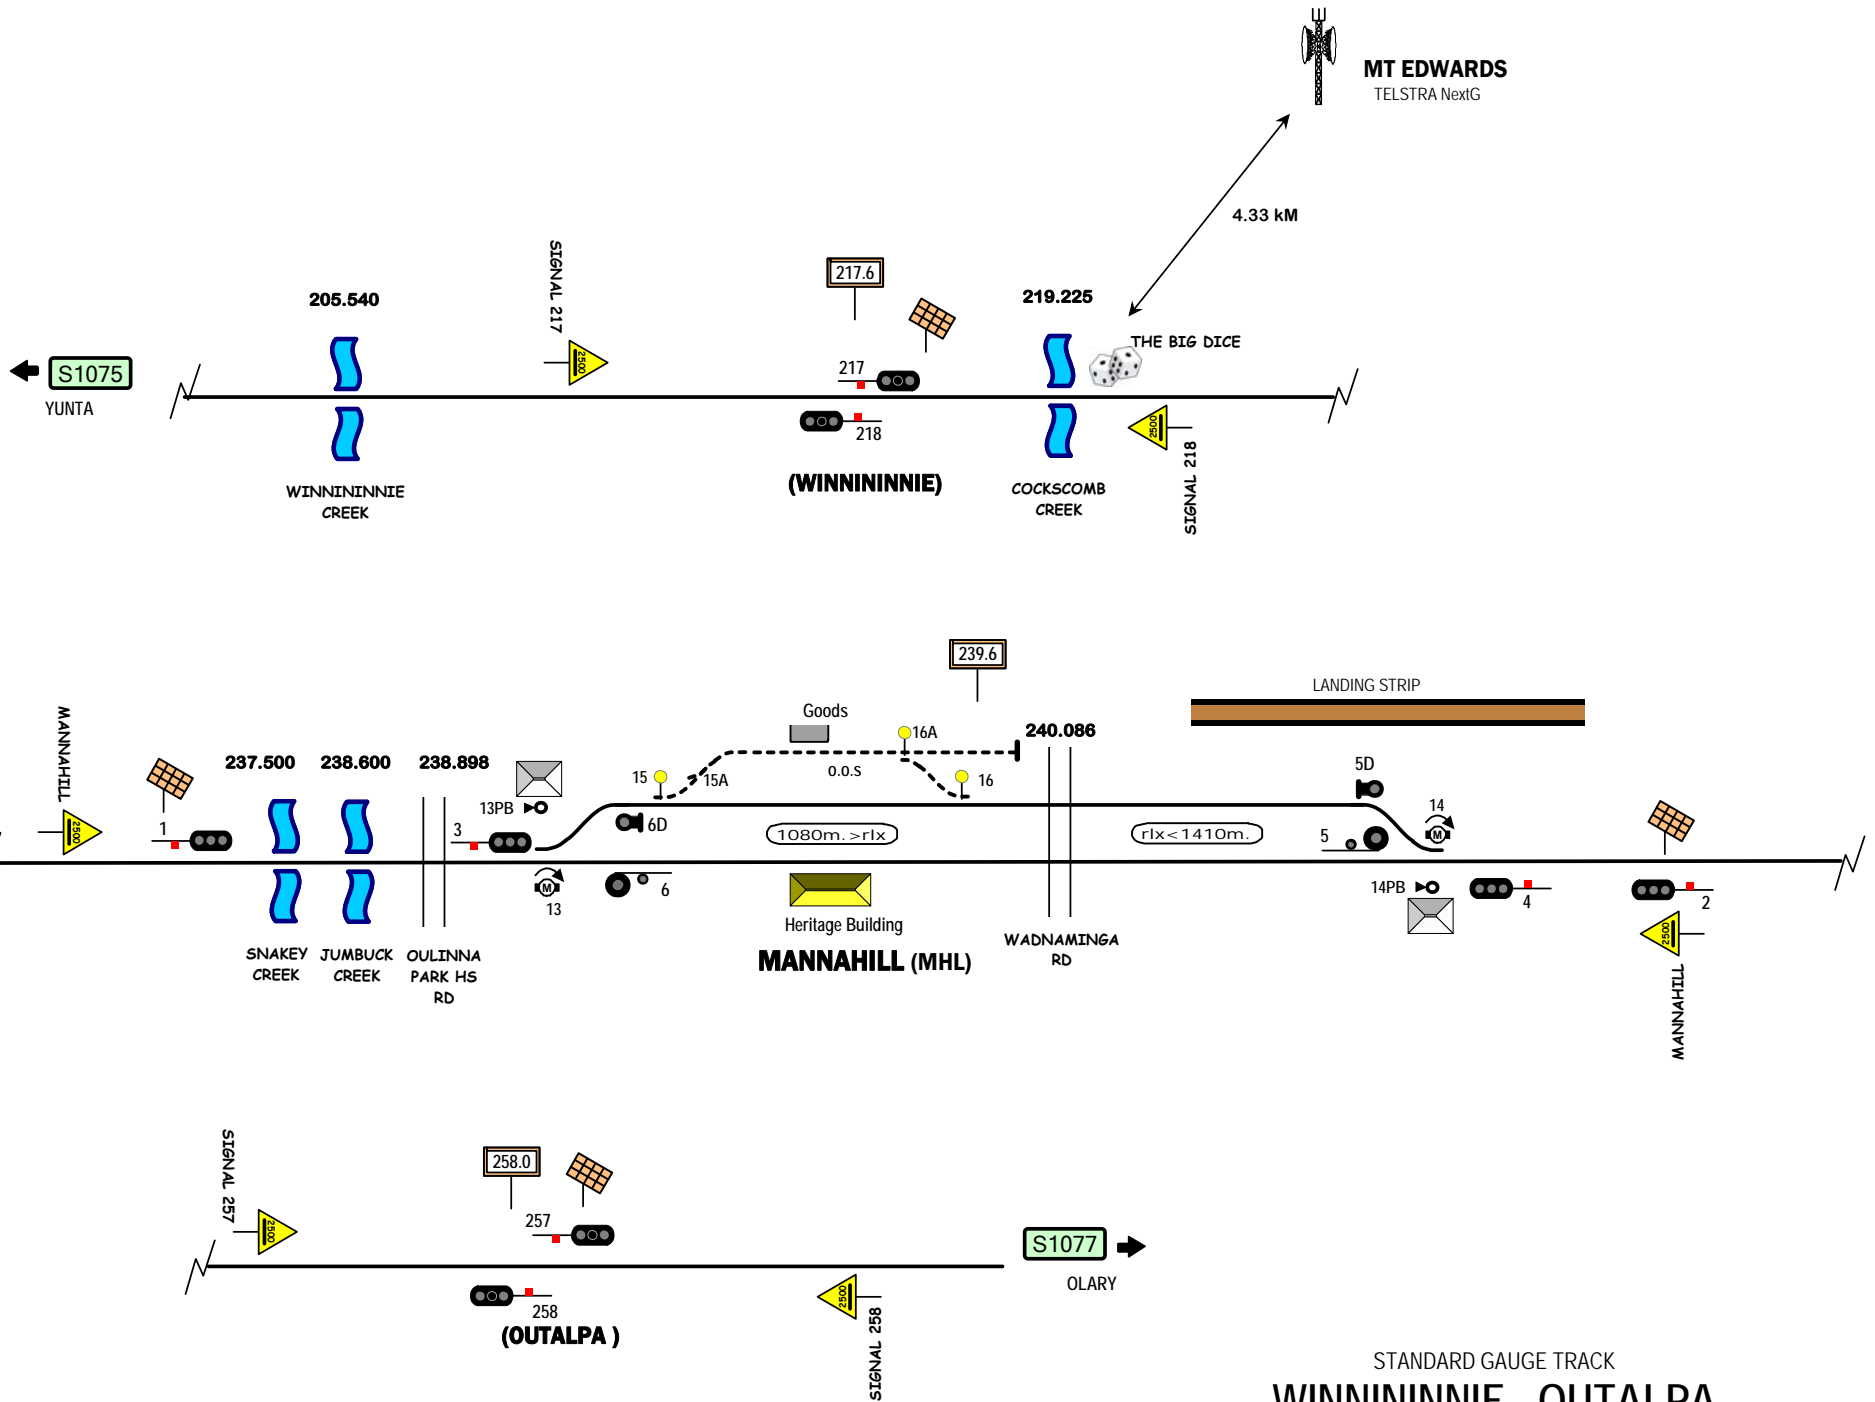 MT EDWARDS
TELSTRA NextG
4.33 kM
SIGNAL 217
217.6
205.540
219.225
THE BIG DICE
2500
217
S1075
YUNTA
218
2500
SIGNAL 218
(WINNININNIE)
WINNININNIE
CREEK
COCKSCOMB
CREEK
239.6
LANDING STRIP
MANNAHILL
Goods
16A
240.086
237.500
238.600
238.898
o.o.s
5D
15
15A
16
13PB
14
2500
1
3
6D
1080m.>rlx
rlx<1410m.
5
M
M
13
6
14PB
4
2
Heritage Building
2500
WADNAMINGA
RD
SNAKEY
CREEK
JUMBUCK
CREEK
OULINNA
PARK HS
RD
MANNAHILL (MHL)
MANNAHILL
SIGNAL 257
258.0
257
2500
S1077
OLARY
258
2500
(OUTALPA )
SIGNAL 258
STANDARD GAUGE TRACK
WINNININNIE OUTALPA